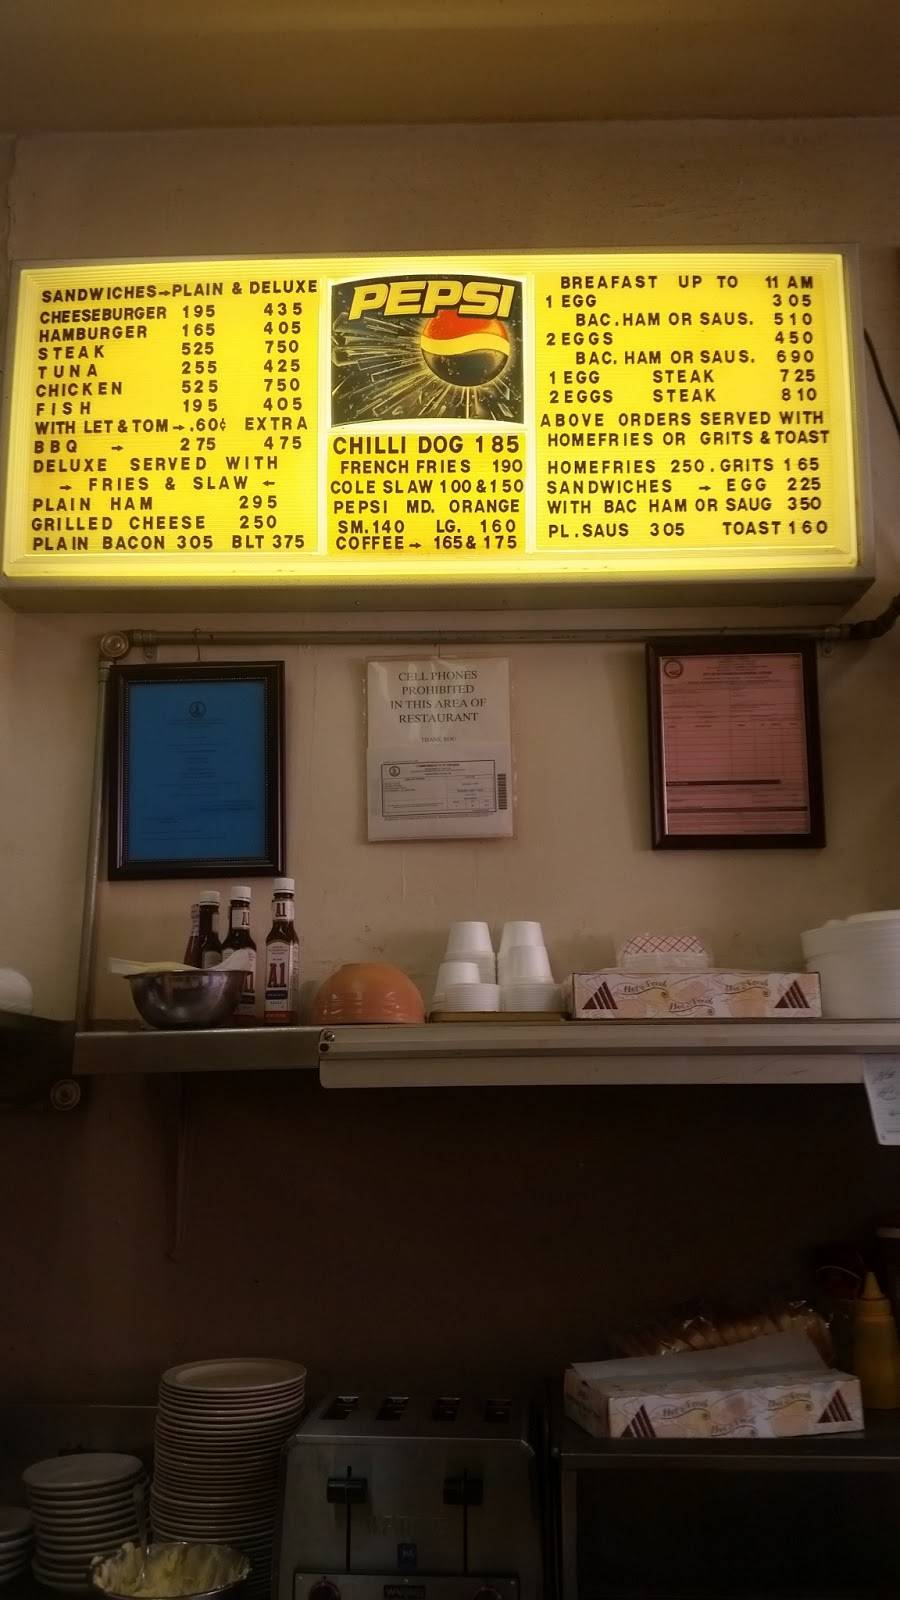 SANDWICHES→PLAIN & DELUXE
CHEESEBURGER 195 435
HAMBURGER 165 405
STEAK 525 750
TUNA 255 425
CHICKEN 525 750
FISH 195 405
WITH LET & TOM→.60¢ EXTRA
BBQ → 275 475
DELUXE SERVED WITH
→ FRIES & SLAW ←
PLAIN HAM 295
GRILLED CHEESE 250
PLAIN BACON 305 BLT 375
PEPSI
CHILLI DOG 185
FRENCH FRIES 190
COLE SLAW 100 & 150
PEPSI MD. ORANGE
SM. 140 LG. 160
COFFEE→ 165 & 175
BREAFAST UP TO 11 AM
1 EGG 305
BAC. HAM OR SAUS. 510
2 EGGS 450
BAC. HAM OR SAUS. 690
1 EGG STEAK 725
2 EGGS STEAK 810
ABOVE ORDERS SERVED WITH
HOMEFRIES OR GRITS & TOAST
HOMEFRIES 250. GRITS 165
SANDWICHES → EGG 225
WITH BAC HAM OR SAUG 350
PL. SAUS 305 TOAST 160
CELL PHONES
PROHIBITED
IN THIS AREA OF
RESTAURANT
THANK YOU
A1
A1